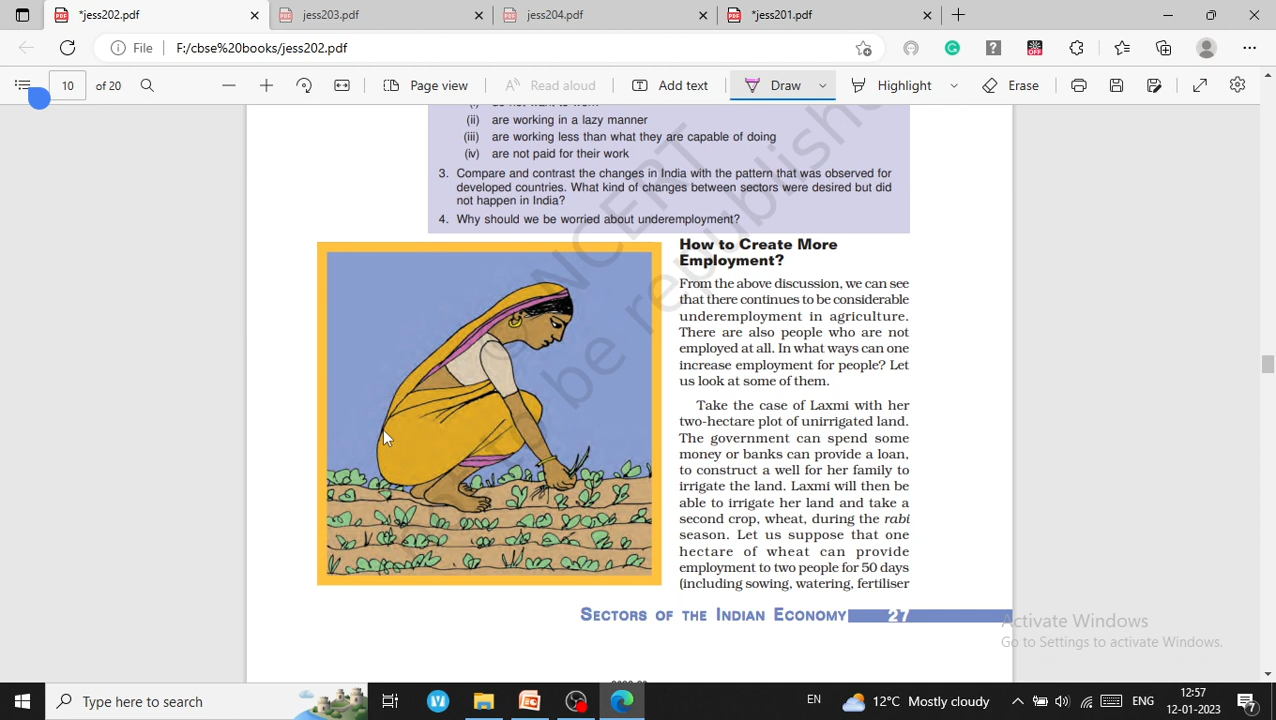 *jess202.pdf
jess203.pdf
jess204.pdf
*jess201.pdf
File
F:/cbse%20books/jess202.pdf
OFF
10 of 20
Page view
Read aloud
Add text
Draw
Highlight
Erase
(ii) are working in a lazy manner
(iii) are working less than what they are capable of doing
(iv) are not paid for their work
3. Compare and contrast the changes in India with the pattern that was observed for
developed countries. What kind of changes between sectors were desired but did
not happen in India?
4. Why should we be worried about underemployment?
How to Create More
Employment?
From the above discussion, we can see
that there continues to be considerable
underemployment in agriculture.
There are also people who are not
employed at all. In what ways can one
increase employment for people? Let
us look at some of them.
Take the case of Laxmi with her
two-hectare plot of unirrigated land.
The government can spend some
money or banks can provide a loan,
to construct a well for her family to
irrigate the land. Laxmi will then be
able to irrigate her land and take a
second crop, wheat, during the rabi
season. Let us suppose that one
hectare of wheat can provide
employment to two people for 50 days
(including sowing, watering, fertiliser
SECTORS OF THE INDIAN ECONOMY 27
NCERT
be republished
Activate Windows
Go to Settings to activate Windows.
Type here to search
EN
12°C Mostly cloudy
ENG
12:57
12-01-2023
7